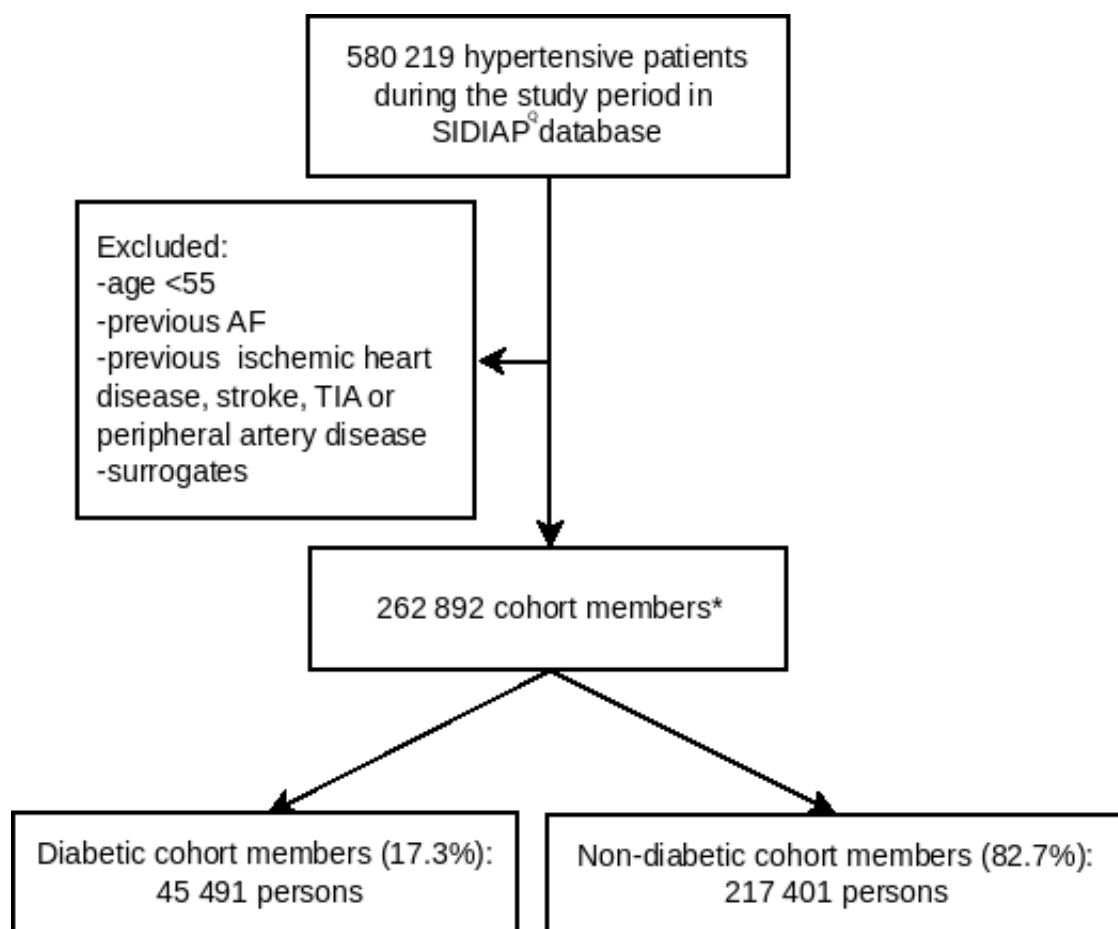 580 219 hypertensive patients
during the study period in
SIDIAPQ database
Excluded:
-age <55
-previous AF
-previous  ischemic heart
disease, stroke, TIA or
peripheral artery disease
-surrogates
262 892 cohort members*
Diabetic cohort members (17.3%):
45 491 persons
Non-diabetic cohort members (82.7%):
217 401 persons